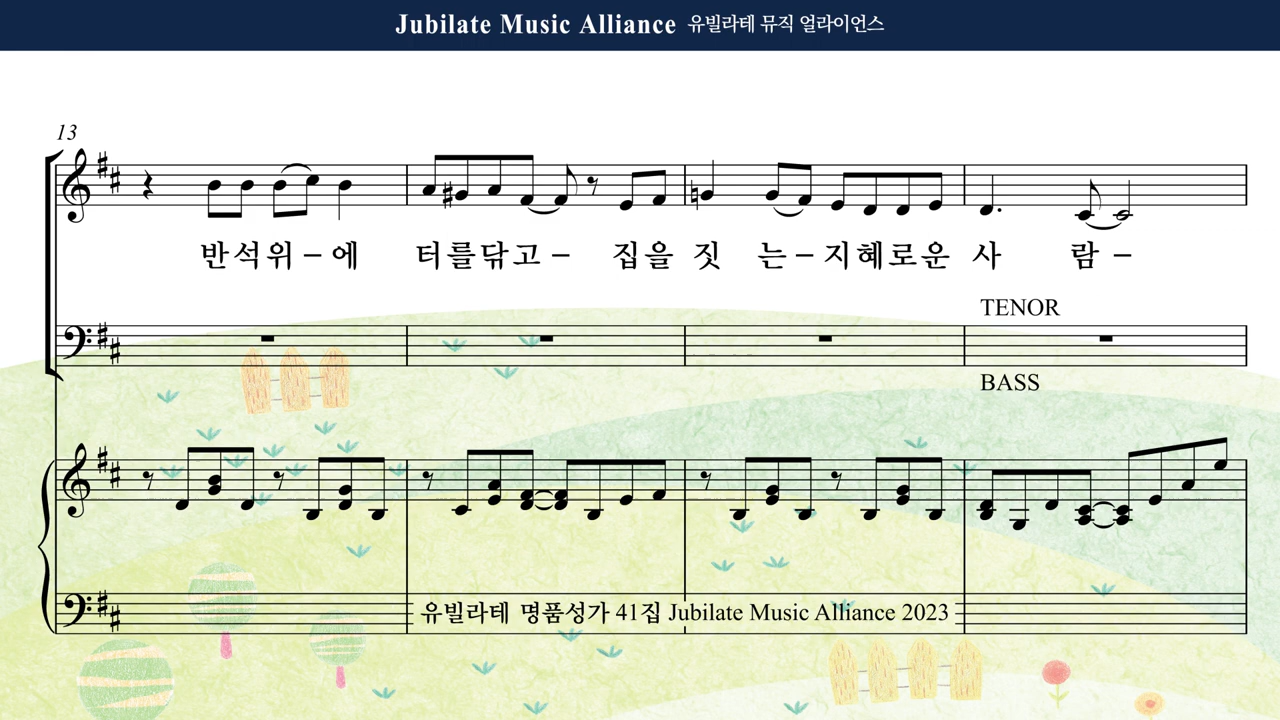 Jubilate Music Alliance 유빌라테 뮤직 얼라이언스
13
반석위-에 터를닦고- 집을 짓 는-지혜로운 사 람-
TENOR
BASS
유빌라테 명품성가 41집 Jubilate Music Alliance 2023